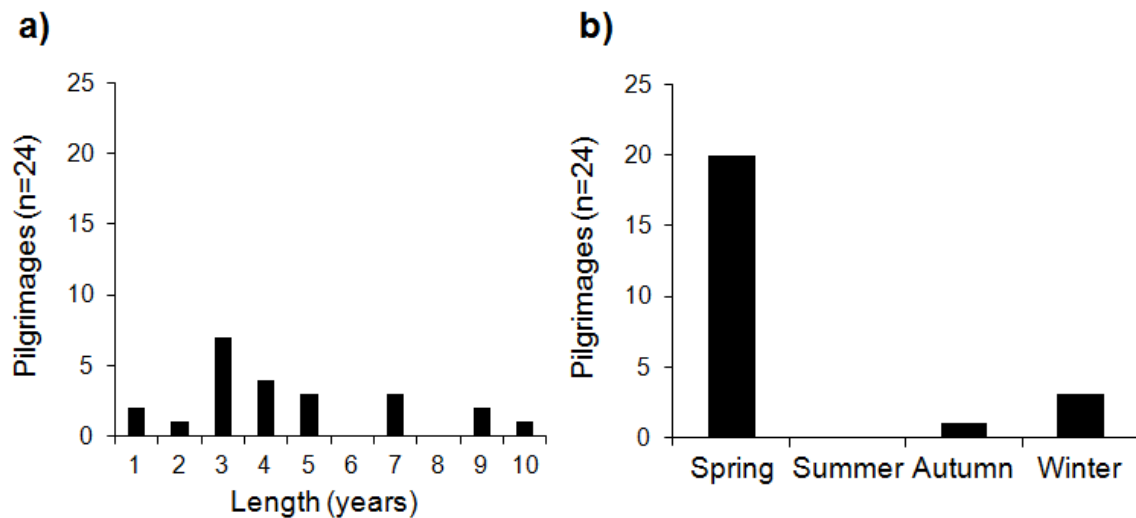 a)
Pilgrimages (n=24)
25
20
15
10
5
0
1 2 3 4 5 6 7 8 9 10
Length (years)
b)
Pilgrimages (n=24)
25
20
15
10
5
0
Spring Summer Autumn Winter